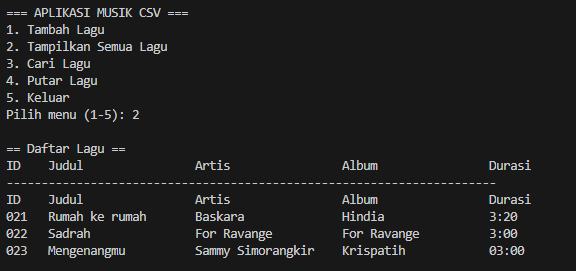 === APLIKASI MUSIK CSV ===
1. Tambah Lagu
2. Tampilkan Semua Lagu
3. Cari Lagu
4. Putar Lagu
5. Keluar
Pilih menu (1-5): 2

== Daftar Lagu ==
ID    Judul                Artis                Album                Durasi
----------------------------------------------------------------------
ID    Judul                Artis                Album                Durasi
021   Rumah ke rumah       Baskara              Hindia               3:20
022   Sadrah               For Ravange          For Ravange          3:00
023   Mengenangmu          Sammy Simorangkir    Krispatih            03:00